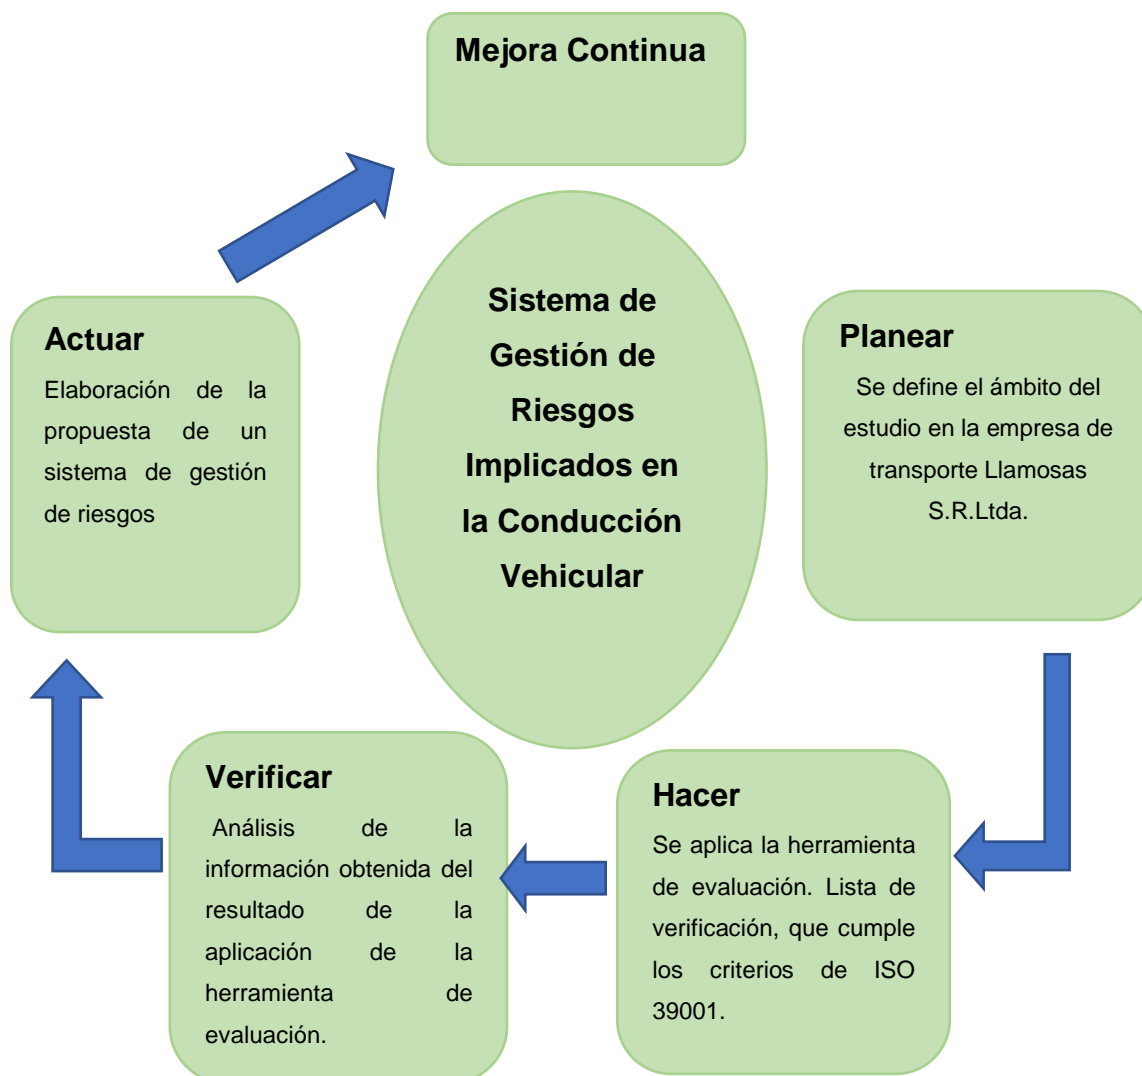 Mejora Continua
Sistema de
Gestión de
Riesgos
Implicados en
la Conducción
Vehicular
Planear
Se define el ámbito del
estudio en la empresa de
transporte Llamosas
S.R.Ltda.
Hacer
Se aplica la herramienta
de evaluación. Lista de
verificación, que cumple
los criterios de ISO
39001.
Verificar
Análisis de la
información obtenida del
resultado de la
aplicación de la
herramienta de
evaluación.
Actuar
Elaboración de la
propuesta de un
sistema de gestión
de riesgos